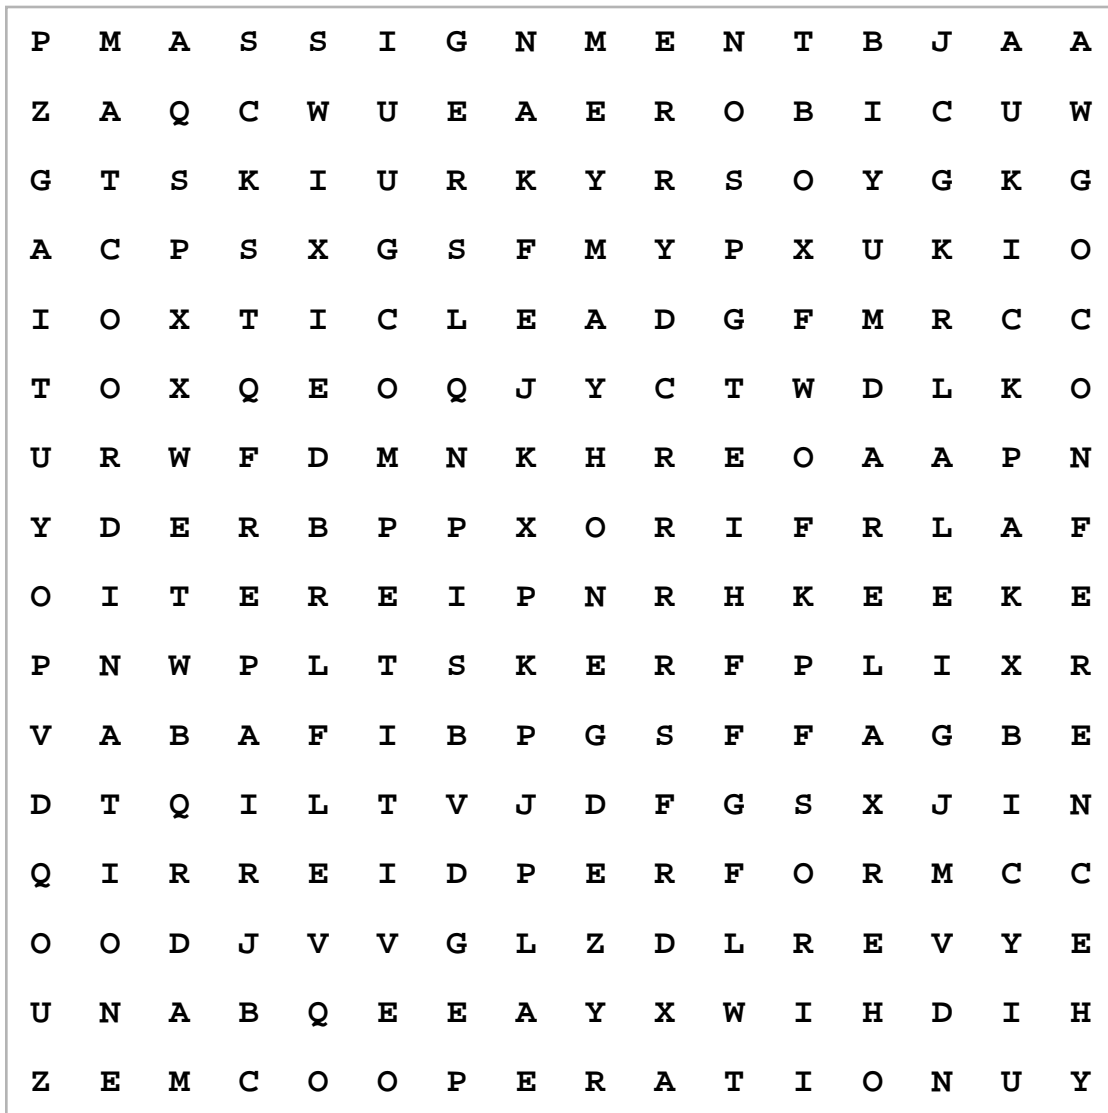 P M A S S I G N M E N T B J A A
Z A Q C W U E A E R O B I C U W
G T S K I U R K Y R S O Y G K G
A C P S X G S F M Y P X U K I O
I O X T I C L E A D G F M R C C
T O X Q E O Q J Y C T W D L K O
U R W F D M N K H R E O A A P N
Y D E R B P P X O R I F R L A F
O I T E R E I P N R H K E E K E
P N W P L T S K E R F P L I X R
V A B A F I B P G S F F A G B E
D T Q I L T V J D F G S X J I N
Q I R R E I D P E R F O R M C C
O O D J V V G L Z D L R E V Y E
U N A B Q E E A Y X W I H D I H
Z E M C O O P E R A T I O N U Y